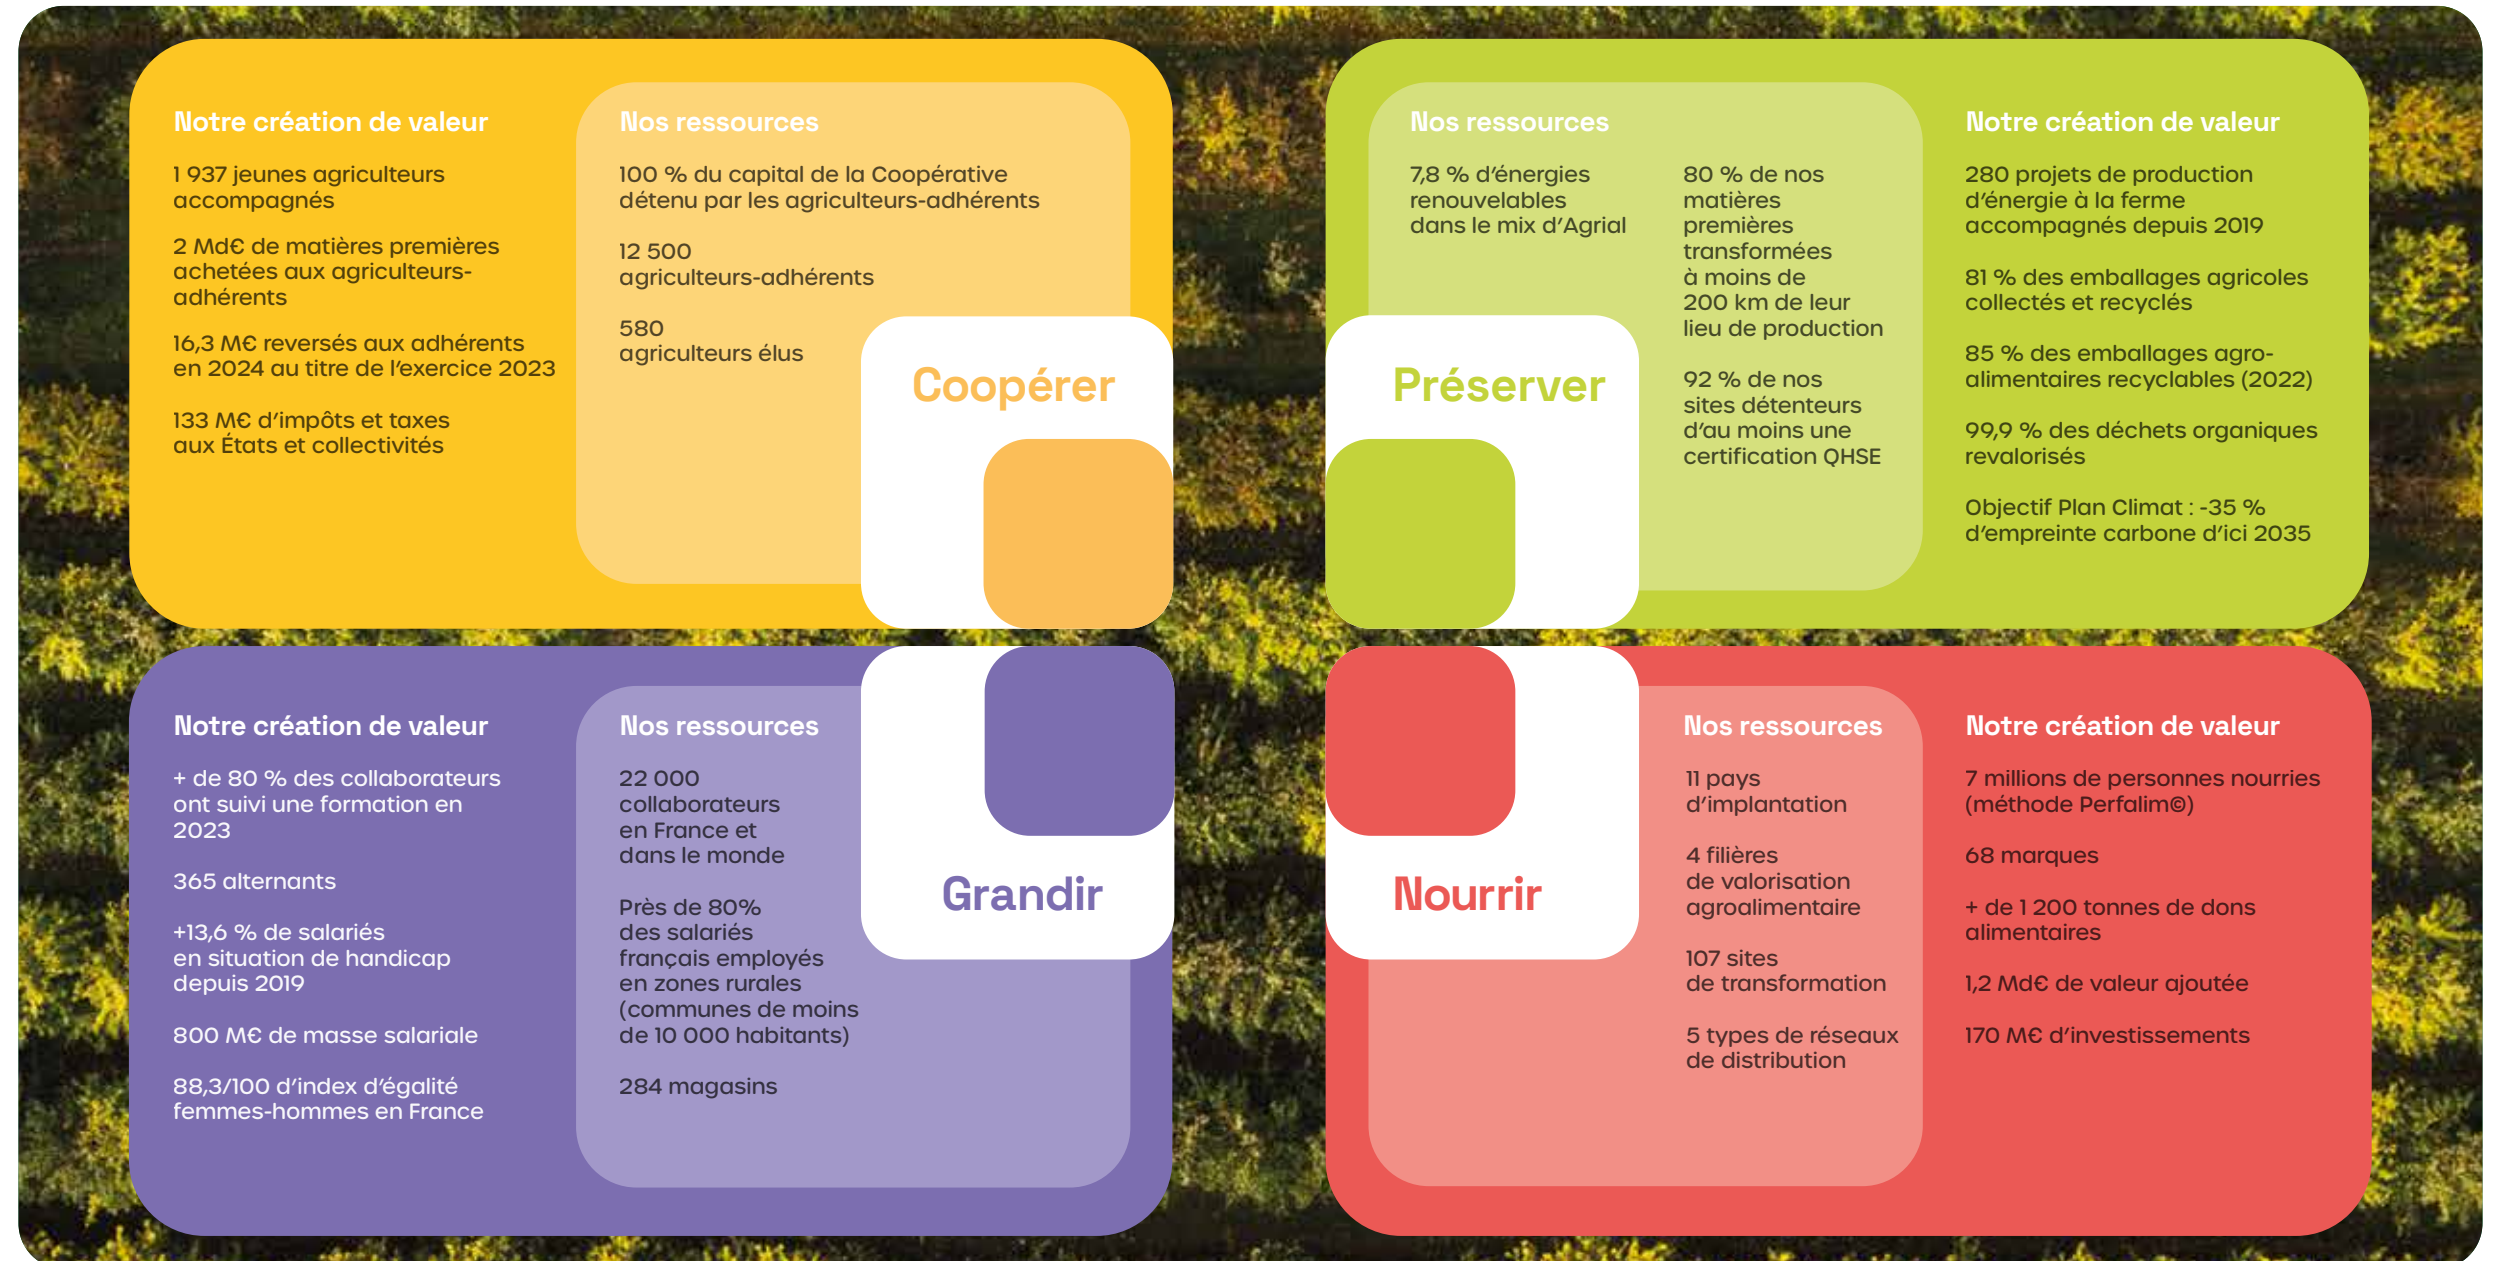 Notre création de valeur
1 937 jeunes agriculteurs
accompagnés
2 Md€ de matières premières
achetées aux agriculteurs-
adhérents
16,3 M€ reversés aux adhérents
en 2024 au titre de l'exercice 2023
133 M€ d'impôts et taxes
aux États et collectivités
Nos ressources
100 % du capital de la Coopérative
détenu par les agriculteurs-adhérents
12 500
agriculteurs-adhérents
580
agriculteurs élus
Coopérer
Préserver
Nos ressources
7,8 % d'énergies
renouvelables
dans le mix d'Agrial
80 % de nos
matières
premières
transformées
à moins de
200 km de leur
lieu de production
92 % de nos
sites détenteurs
d'au moins une
certification QHSE
Notre création de valeur
280 projets de production
d'énergie à la ferme
accompagnés depuis 2019
81 % des emballages agricoles
collectés et recyclés
85 % des emballages agro-
alimentaires recyclables (2022)
99,9 % des déchets organiques
revalorisés
Objectif Plan Climat : -35 %
d'empreinte carbone d'ici 2035
Notre création de valeur
+ de 80 % des collaborateurs
ont suivi une formation en
2023
365 alternants
+13,6 % de salariés
en situation de handicap
depuis 2019
800 M€ de masse salariale
88,3/100 d'index d'égalité
femmes-hommes en France
Nos ressources
22 000
collaborateurs
en France et
dans le monde
Près de 80%
des salariés
français employés
en zones rurales
(communes de moins
de 10 000 habitants)
284 magasins
Grandir
Nourrir
Nos ressources
11 pays
d'implantation
4 filières
de valorisation
agroalimentaire
107 sites
de transformation
5 types de réseaux
de distribution
Notre création de valeur
7 millions de personnes nourries
(méthode Perfalim©)
68 marques
+ de 1 200 tonnes de dons
alimentaires
1,2 Md€ de valeur ajoutée
170 M€ d'investissements